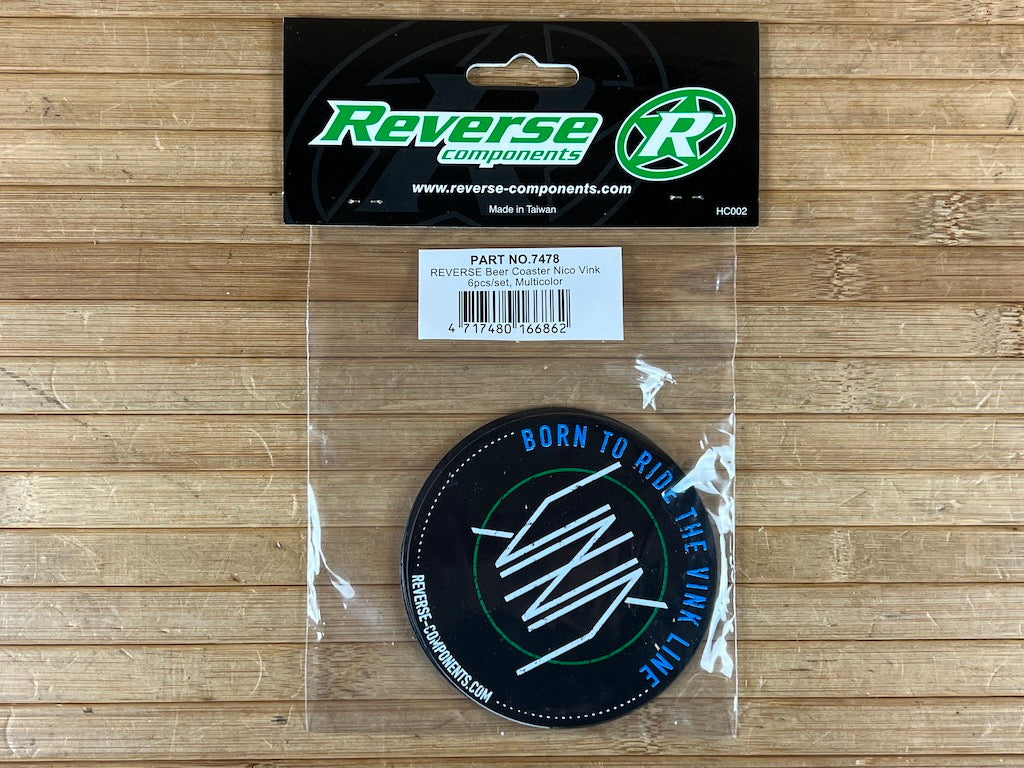 Reverse
components
R
www.reverse-components.com
Made in Taiwan
HC002
PART NO.7478
REVERSE Beer Coaster Nico Vink
6pcs/set, Multicolor
4 717480 166862
BORN TO RIDE THE VINK LINE
REVERSE-COMPONENTS.COM